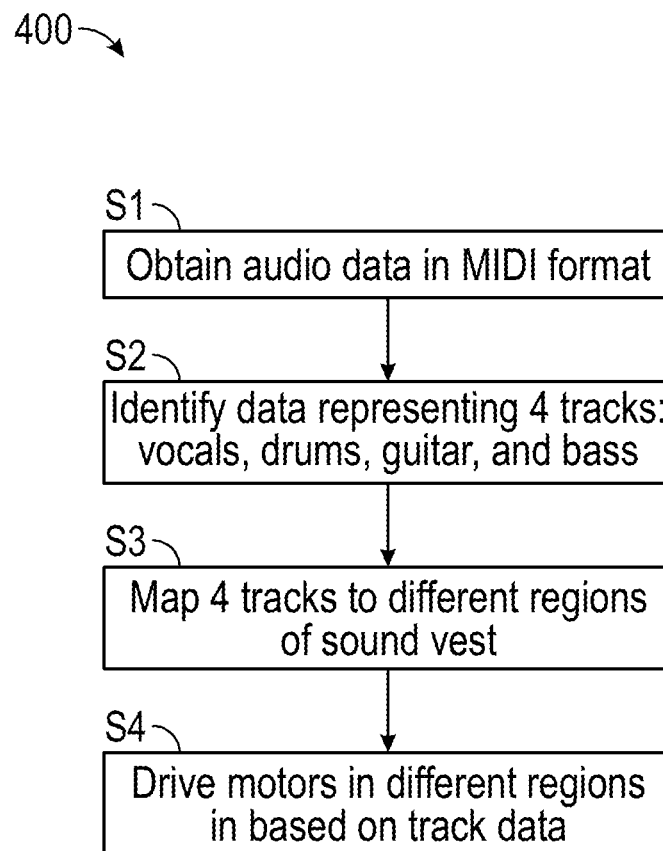 400
S1
Obtain audio data in MIDI format
S2
Identify data representing 4 tracks:
vocals, drums, guitar, and bass
S3
Map 4 tracks to different regions
of sound vest
S4
Drive motors in different regions
in based on track data